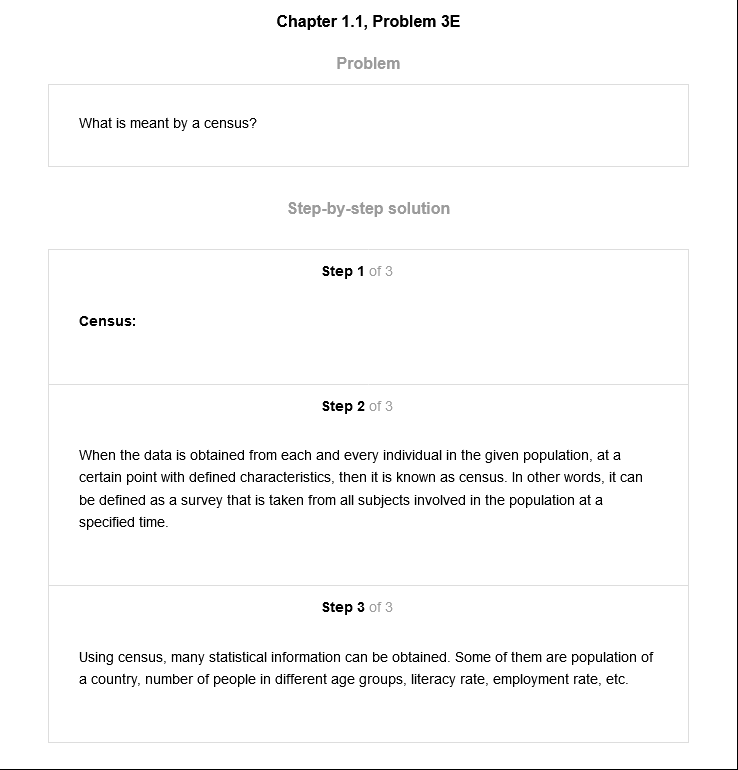 Chapter 1.1, Problem 3E
Problem
What is meant by a census?
Step-by-step solution
Step 1 of 3
Census:
Step 2 of 3
When the data is obtained from each and every individual in the given population, at a
certain point with defined characteristics, then it is known as census. In other words, it can
be defined as a survey that is taken from all subjects involved in the population at a
specified time.
Step 3 of 3
Using census, many statistical information can be obtained. Some of them are population of
a country, number of people in different age groups, literacy rate, employment rate, etc.